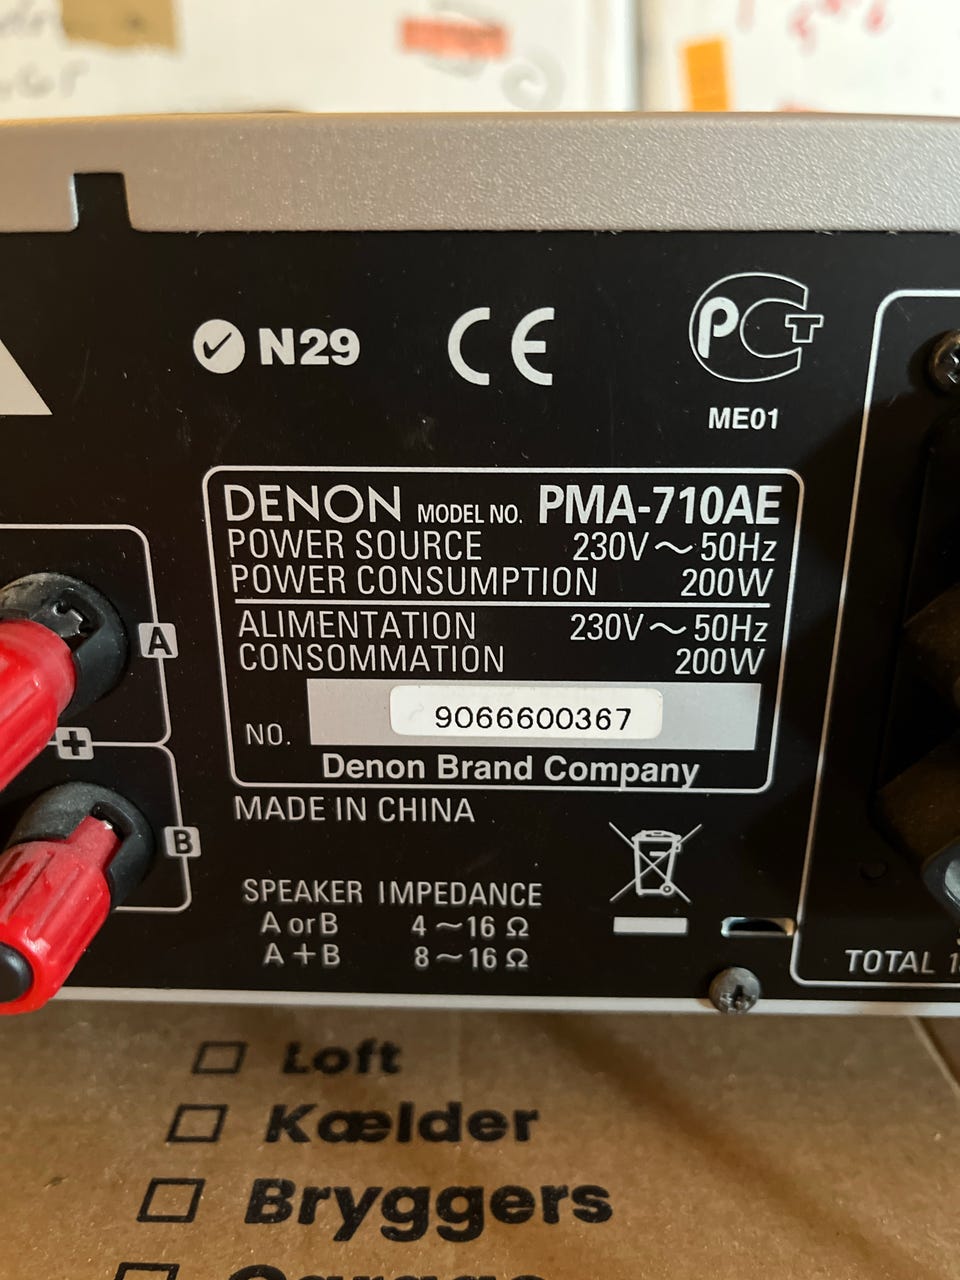 N29
CE
PCT
ME01
DENON MODEL NO. PMA-710AE
POWER SOURCE 230V ~ 50Hz
POWER CONSUMPTION 200W
ALIMENTATION 230V ~ 50Hz
CONSOMMATION 200W
NO. 9066600367
Denon Brand Company
MADE IN CHINA
A
+
B
SPEAKER IMPEDANCE
A or B 4 ~ 16 Ω
A + B 8 ~ 16 Ω
TOTAL
Loft
Kælder
Bryggers